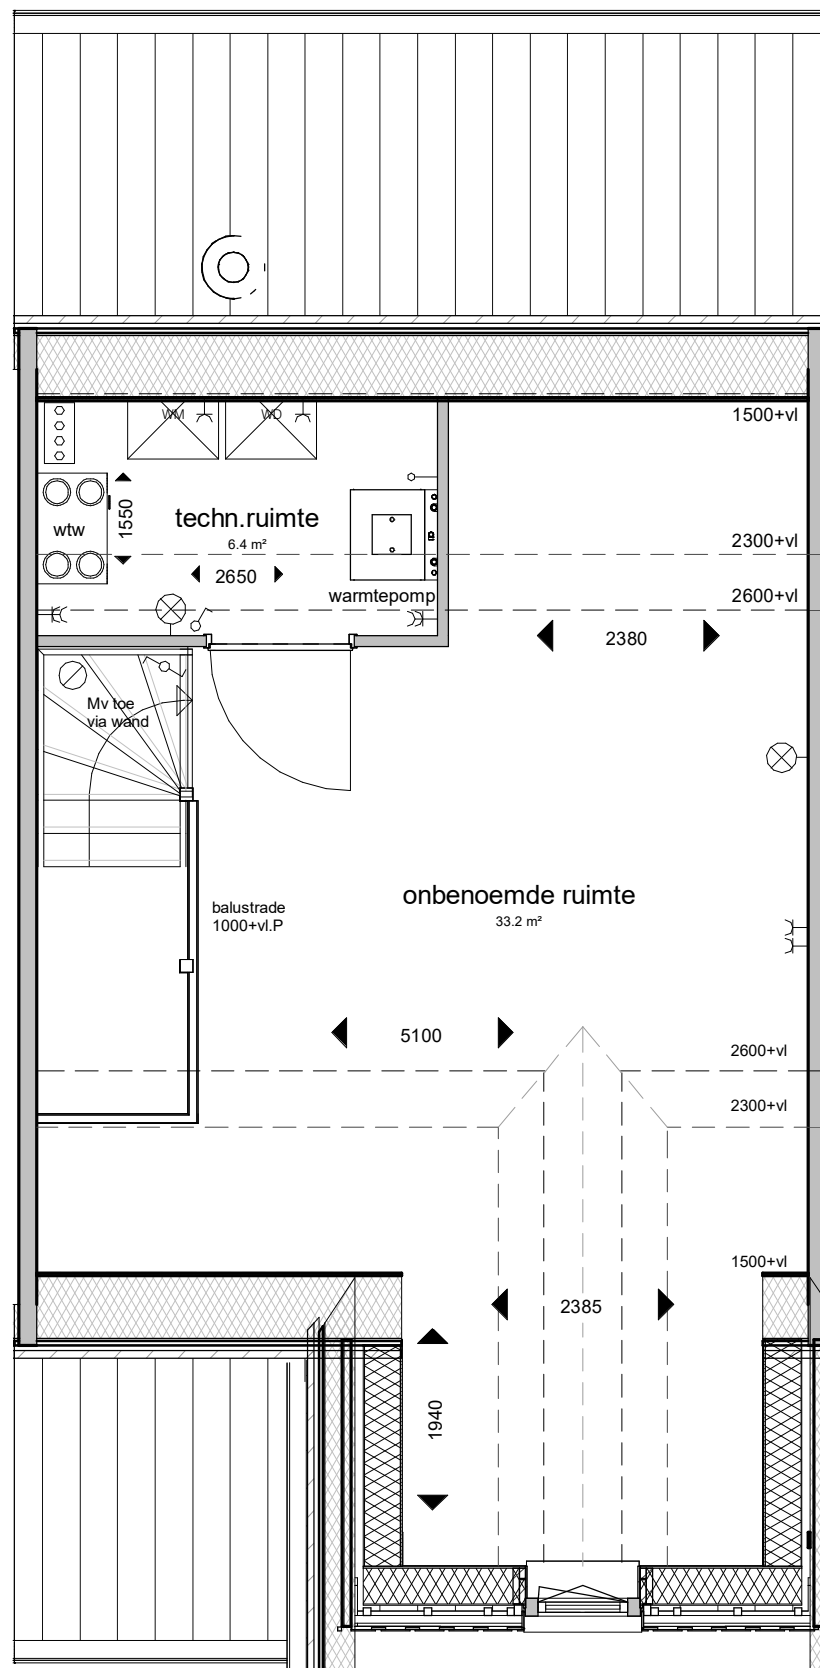 1500+vl
WM
WD
1550
techn.ruimte
6.4 m²
wtw
2300+vl
2650
warmtepomp
2600+vl
2380
Mv toe
via wand
onbenoemde ruimte
33.2 m²
balustrade
1000+vl.P
5100
2600+vl
2300+vl
1500+vl
2385
1940